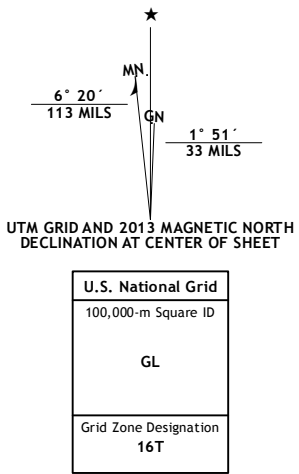 ★
MN
6° 20´
113 MILS
GN
1° 51´
33 MILS
UTM GRID AND 2013 MAGNETIC NORTH
DECLINATION AT CENTER OF SHEET
U.S. National Grid
100,000-m Square ID
GL
Grid Zone Designation
16T